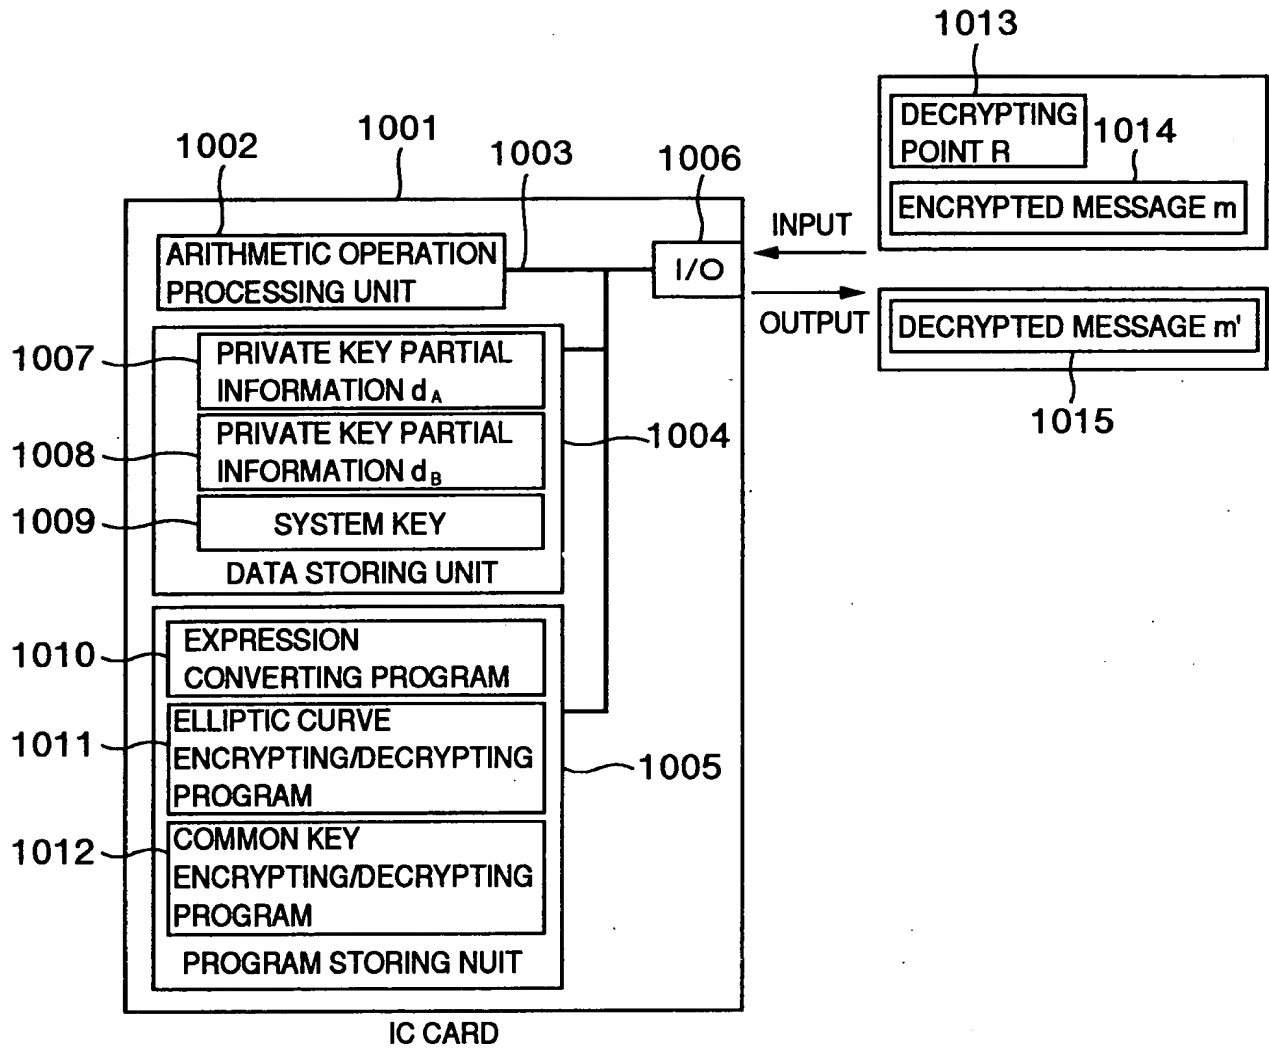 1013
1001
1002
1003
1006
DECRYPTING
POINT R
1014
ENCRYPTED MESSAGE m
INPUT
ARITHMETIC OPERATION
PROCESSING UNIT
I/O
OUTPUT
DECRYPTED MESSAGE m'
1015
1007
PRIVATE KEY PARTIAL
INFORMATION dA
1004
1008
PRIVATE KEY PARTIAL
INFORMATION dB
1009
SYSTEM KEY
DATA STORING UNIT
1010
EXPRESSION
CONVERTING PROGRAM
1011
ELLIPTIC CURVE
ENCRYPTING/DECRYPTING
PROGRAM
1005
1012
COMMON KEY
ENCRYPTING/DECRYPTING
PROGRAM
PROGRAM STORING NUIT
IC CARD